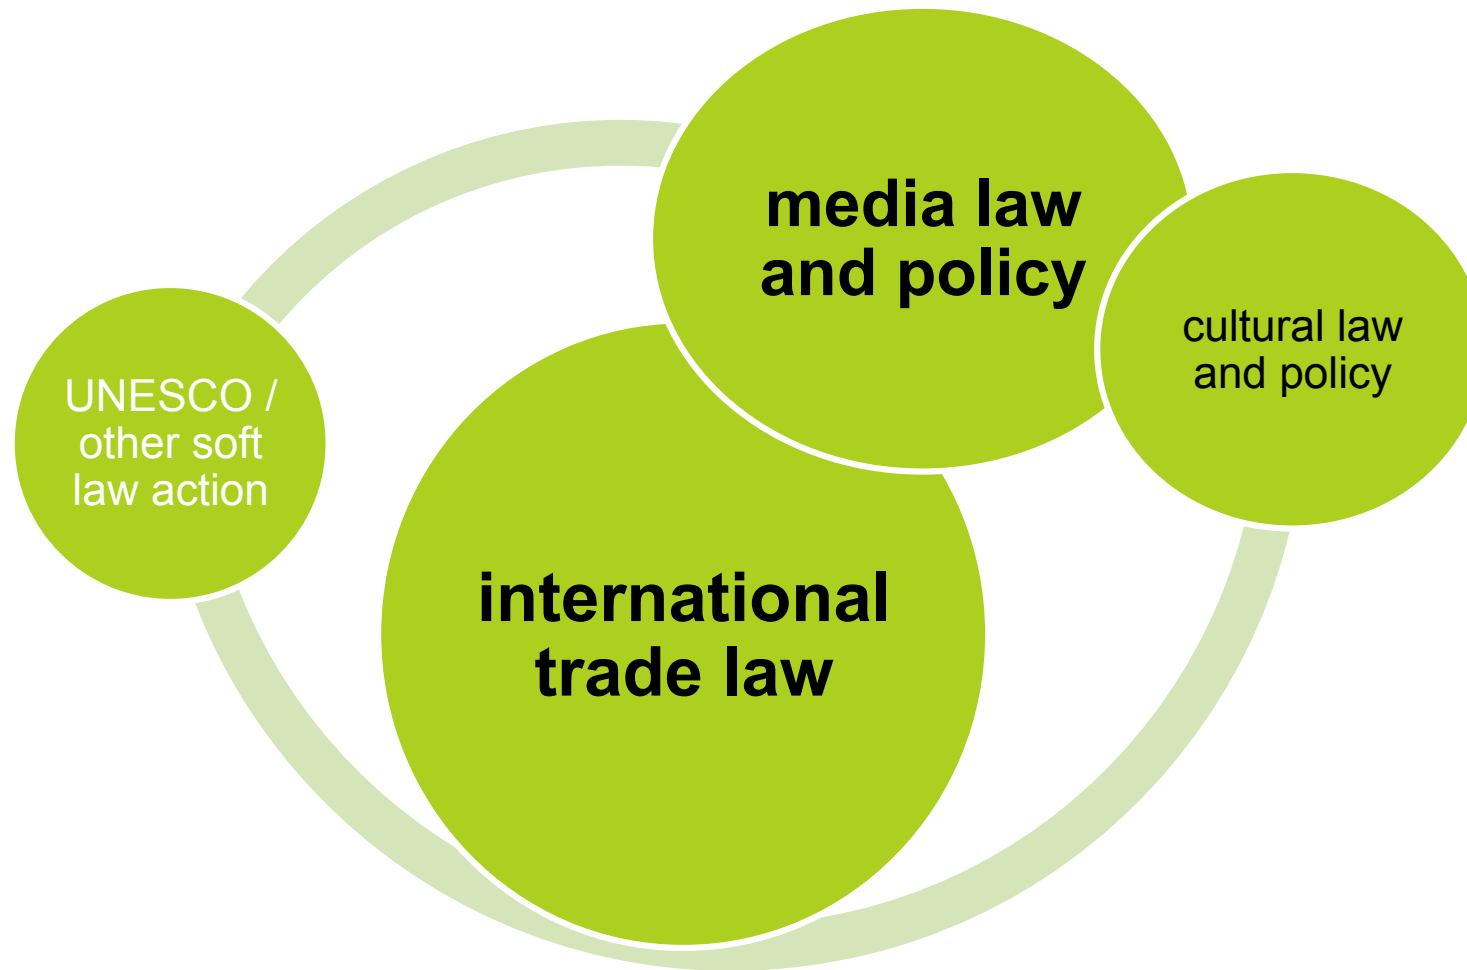 media law
and policy
cultural law
and policy
UNESCO /
other soft
law action
international
trade law